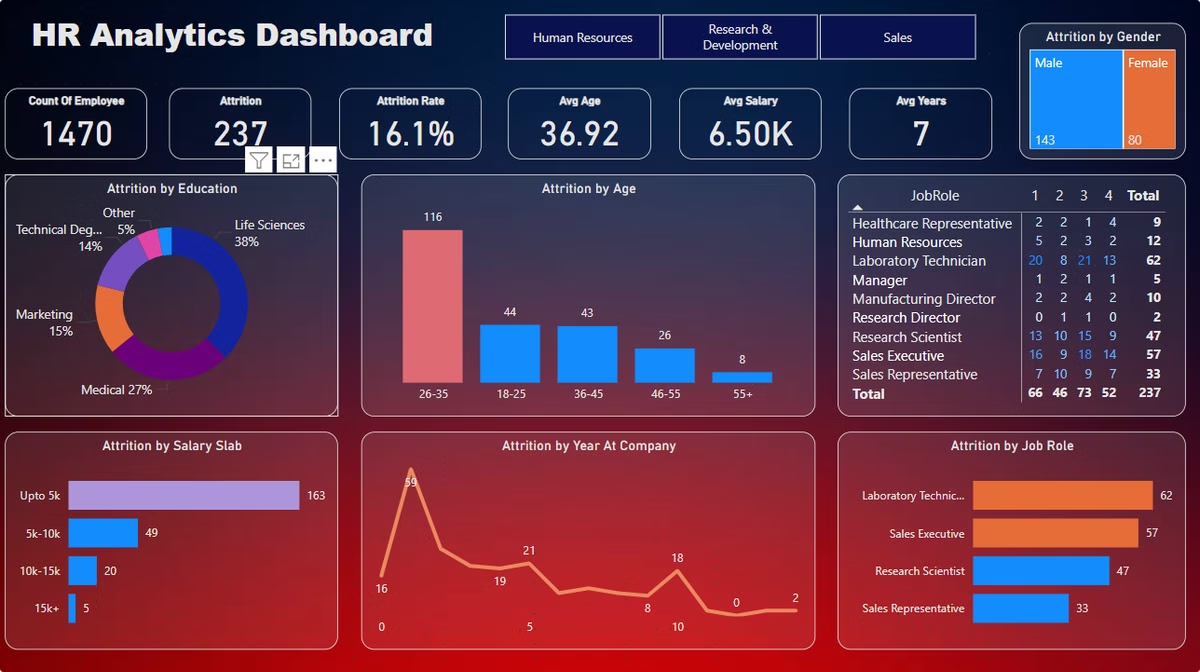 HR Analytics Dashboard
Human Resources
Research &
Development
Sales
Attrition by Gender
Male
Female
143
80
Count Of Employee
1470
Attrition
237
Attrition Rate
16.1%
Avg Age
36.92
Avg Salary
6.50K
Avg Years
7
Attrition by Education
Other
5%
Life Sciences
38%
Technical Deg...
14%
Marketing
15%
Medical 27%
Attrition by Age
116
44
43
26
8
26-35
18-25
36-45
46-55
55+
JobRole 1 2 3 4 Total
Healthcare Representative 2 2 1 4 9
Human Resources 5 2 3 2 12
Laboratory Technician 20 8 21 13 62
Manager 1 2 1 1 5
Manufacturing Director 2 2 4 2 10
Research Director 0 1 1 0 2
Research Scientist 13 10 15 9 47
Sales Executive 16 9 18 14 57
Sales Representative 7 10 9 7 33
Total 66 46 73 52 237
Attrition by Salary Slab
Upto 5k 163
5k-10k 49
10k-15k 20
15k+ 5
Attrition by Year At Company
59
21
18
16
19
8
0
2
0
5
10
Attrition by Job Role
Laboratory Technic... 62
Sales Executive 57
Research Scientist 47
Sales Representative 33